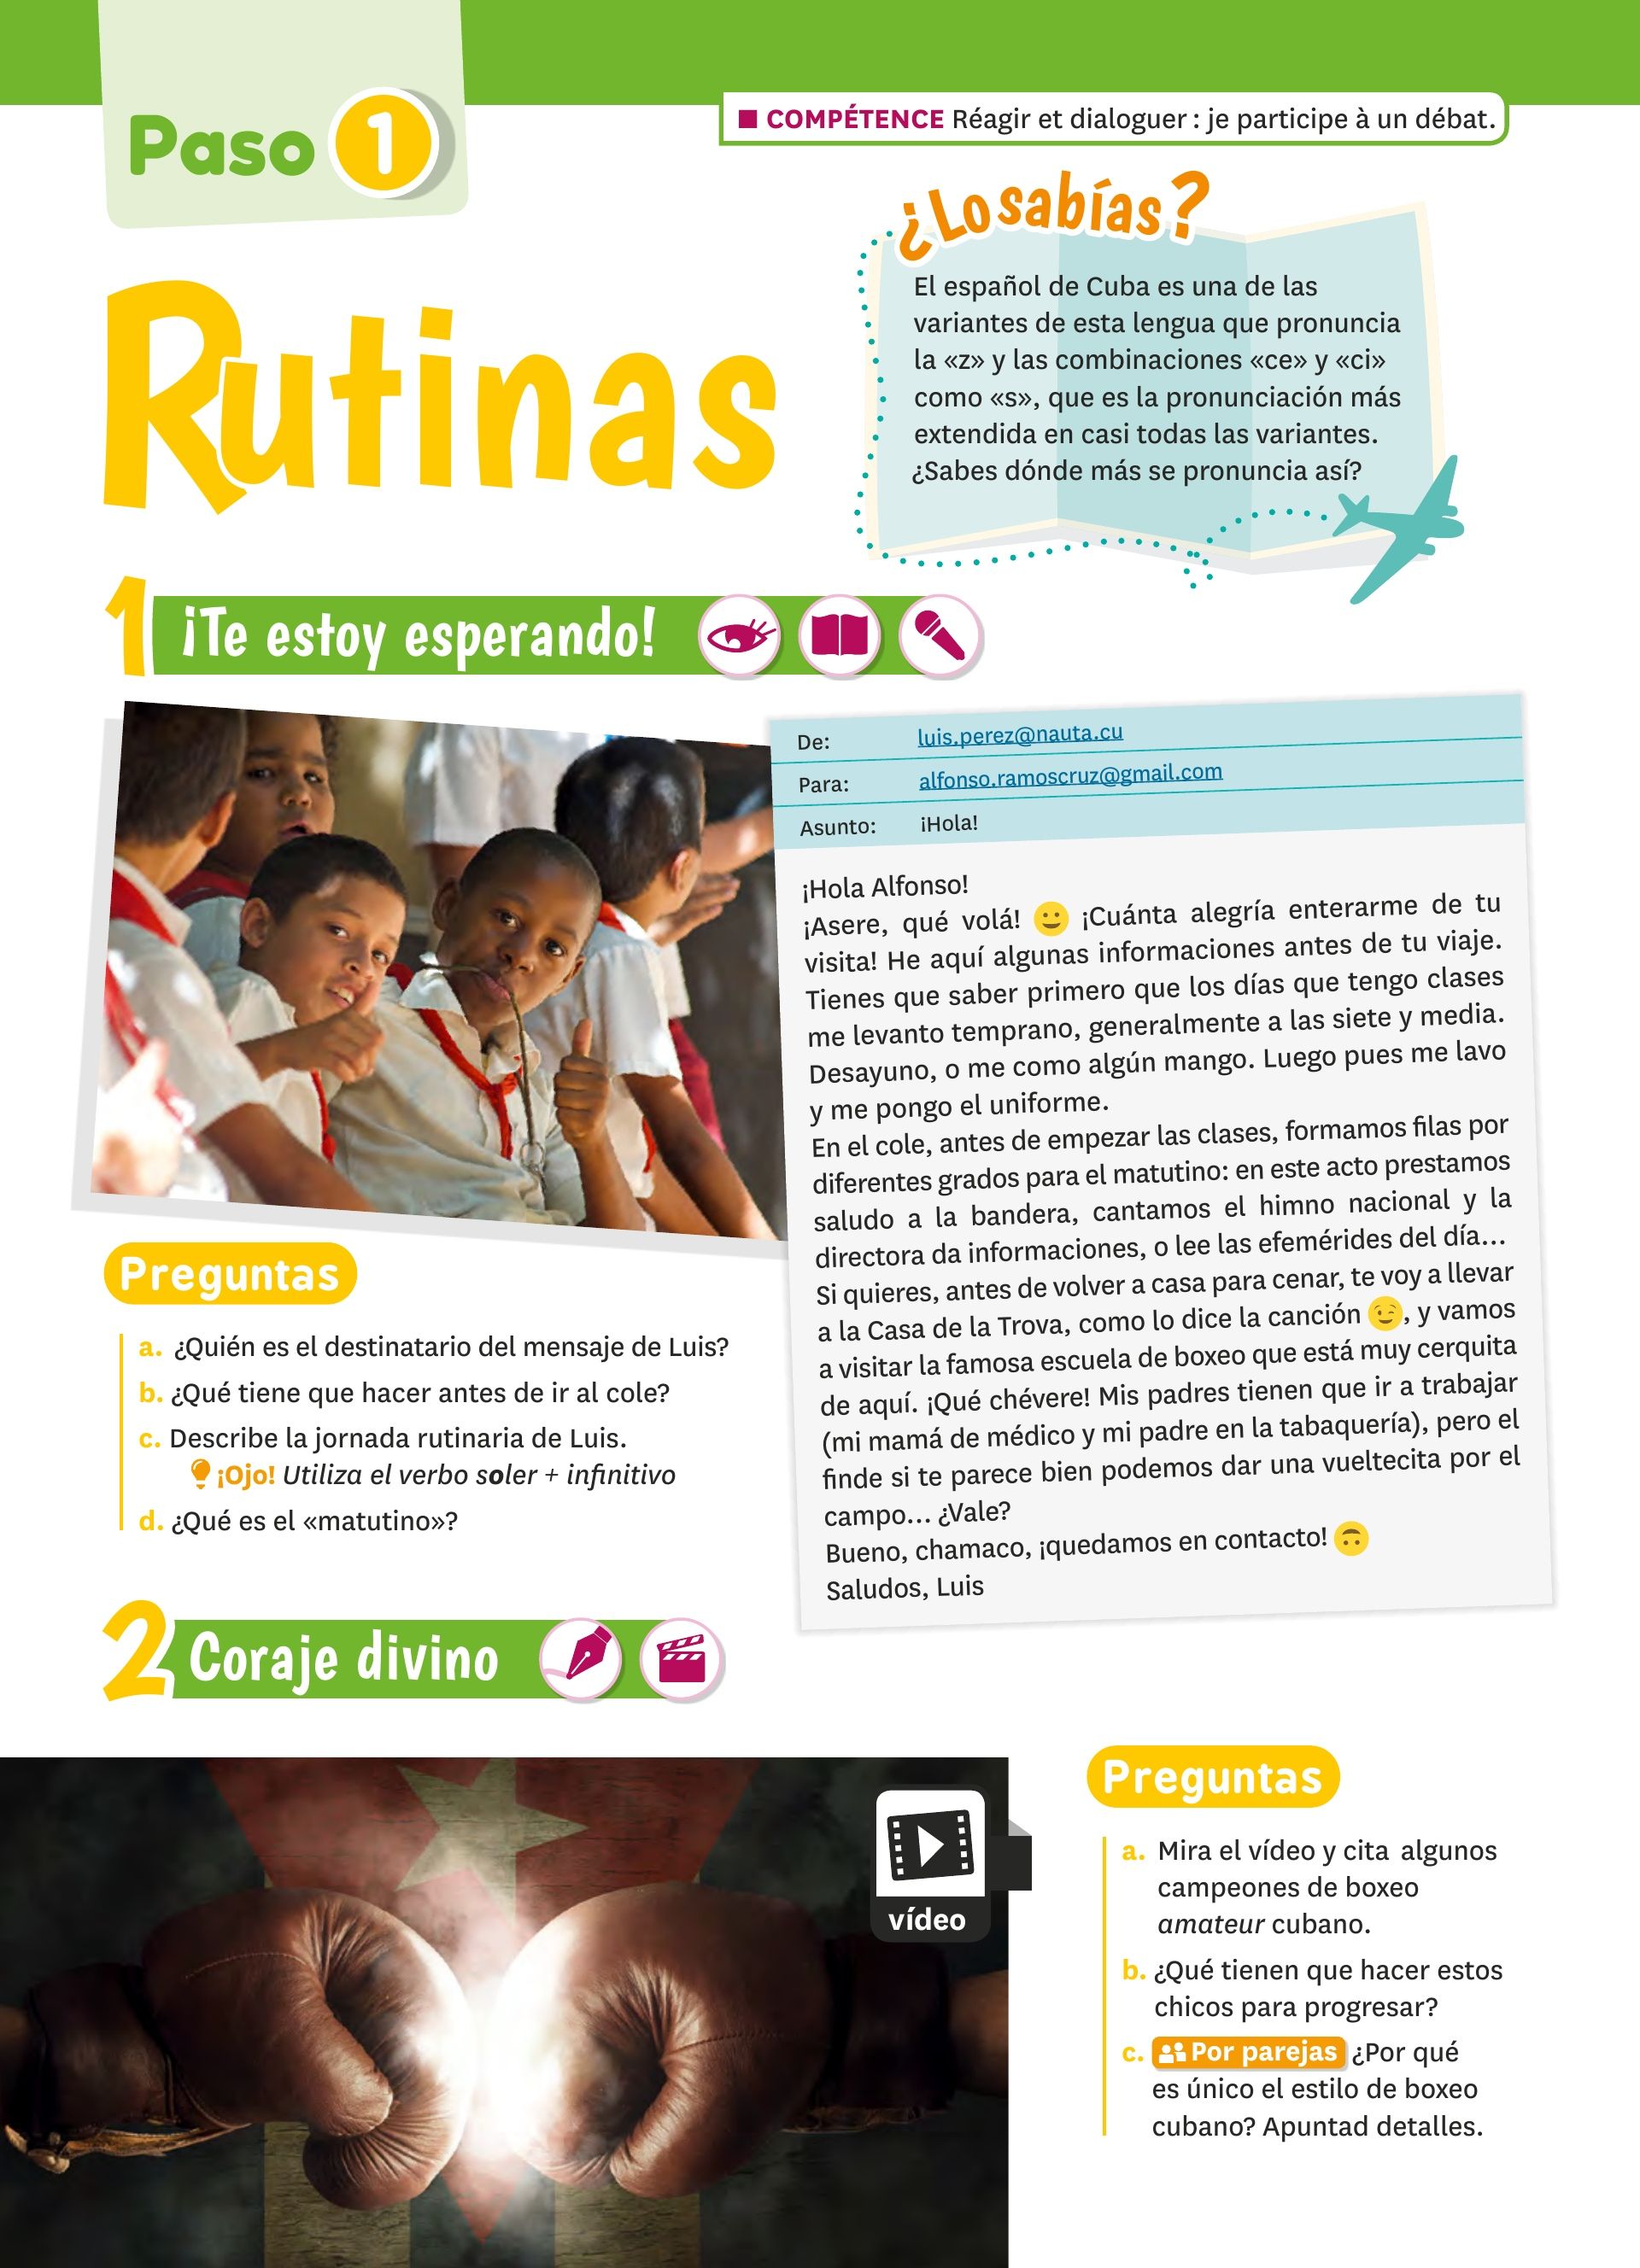 Paso 1
■ COMPÉTENCE Réagir et dialoguer : je participe à un débat.
¿Lo sabías?
El español de Cuba es una de las
variantes de esta lengua que pronuncia
la «z» y las combinaciones «ce» y «ci»
como «s», que es la pronunciación más
extendida en casi todas las variantes.
¿Sabes dónde más se pronuncia así?
Rutinas
1 ¡Te estoy esperando!
De: luis.perez@nauta.cu
Para: alfonso.ramoscruz@gmail.com
Asunto: ¡Hola!
¡Hola Alfonso!
¡Asere, qué volá! 🙂 ¡Cuánta alegría enterarme de tu
visita! He aquí algunas informaciones antes de tu viaje.
Tienes que saber primero que los días que tengo clases
me levanto temprano, generalmente a las siete y media.
Desayuno, o me como algún mango. Luego pues me lavo
y me pongo el uniforme.
En el cole, antes de empezar las clases, formamos filas por
diferentes grados para el matutino: en este acto prestamos
saludo a la bandera, cantamos el himno nacional y la
directora da informaciones, o lee las efemérides del día...
Si quieres, antes de volver a casa para cenar, te voy a llevar
a la Casa de la Trova, como lo dice la canción 😉, y vamos
a visitar la famosa escuela de boxeo que está muy cerquita
de aquí. ¡Qué chévere! Mis padres tienen que ir a trabajar
(mi mamá de médico y mi padre en la tabaquería), pero el
finde si te parece bien podemos dar una vueltecita por el
campo... ¿Vale?
Bueno, chamaco, ¡quedamos en contacto! 🙃
Saludos, Luis
Preguntas
a. ¿Quién es el destinatario del mensaje de Luis?
b. ¿Qué tiene que hacer antes de ir al cole?
c. Describe la jornada rutinaria de Luis.
¡Ojo! Utiliza el verbo soler + infinitivo
d. ¿Qué es el «matutino»?
2 Coraje divino
vídeo
Preguntas
a. Mira el vídeo y cita algunos
campeones de boxeo
amateur cubano.
b. ¿Qué tienen que hacer estos
chicos para progresar?
c. Por parejas ¿Por qué
es único el estilo de boxeo
cubano? Apuntad detalles.